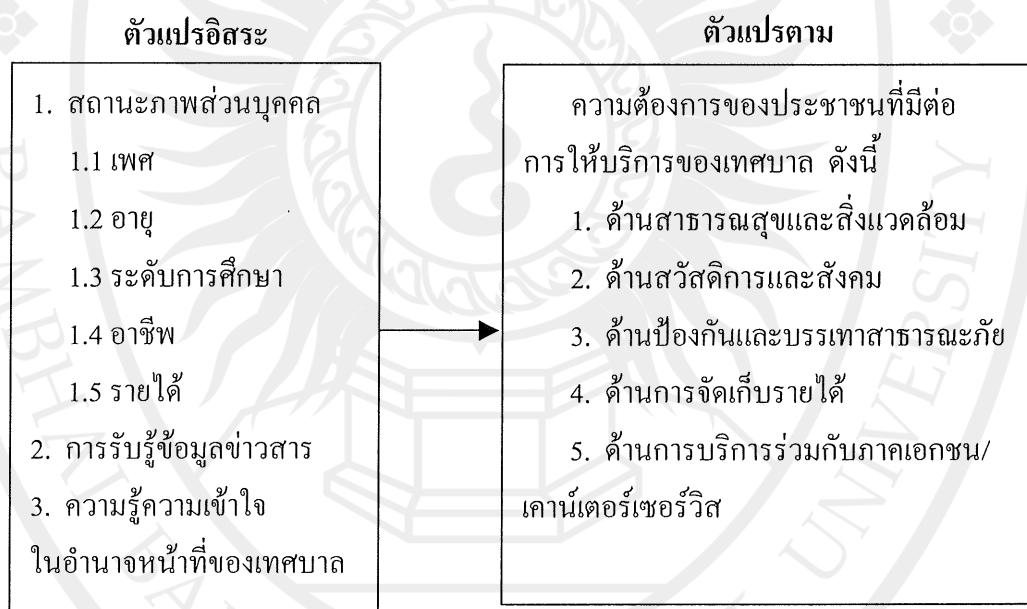 ตัวแปรอิสระ
1. สถานะภาพส่วนบุคคล
1.1 เพศ
1.2 อายุ
1.3 ระดับการศึกษา
1.4 อาชีพ
1.5 รายได้
2. การรับรู้ข้อมูลข่าวสาร
3. ความรู้ความเข้าใจ
ในอำนาจหน้าที่ของเทศบาล
ตัวแปรตาม
ความต้องการของประชาชนที่มีต่อ
การให้บริการของเทศบาล ดังนี้
1. ด้านสาธารณสุขและสิ่งแวดล้อม
2. ด้านสวัสดิการและสังคม
3. ด้านป้องกันและบรรเทาสาธารณะภัย
4. ด้านการจัดเก็บรายได้
5. ด้านการบริการร่วมกับภาคเอกชน/
เคาน์เตอร์เซอร์วิส
UNIVERSITY